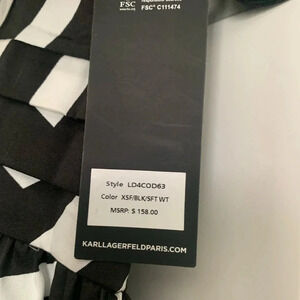 FSC
FSC® C111474
Style LD4COD63
Color XSF/BLK/SFT WT
MSRP: $ 158.00
KARLLAGERFELDPARIS.COM